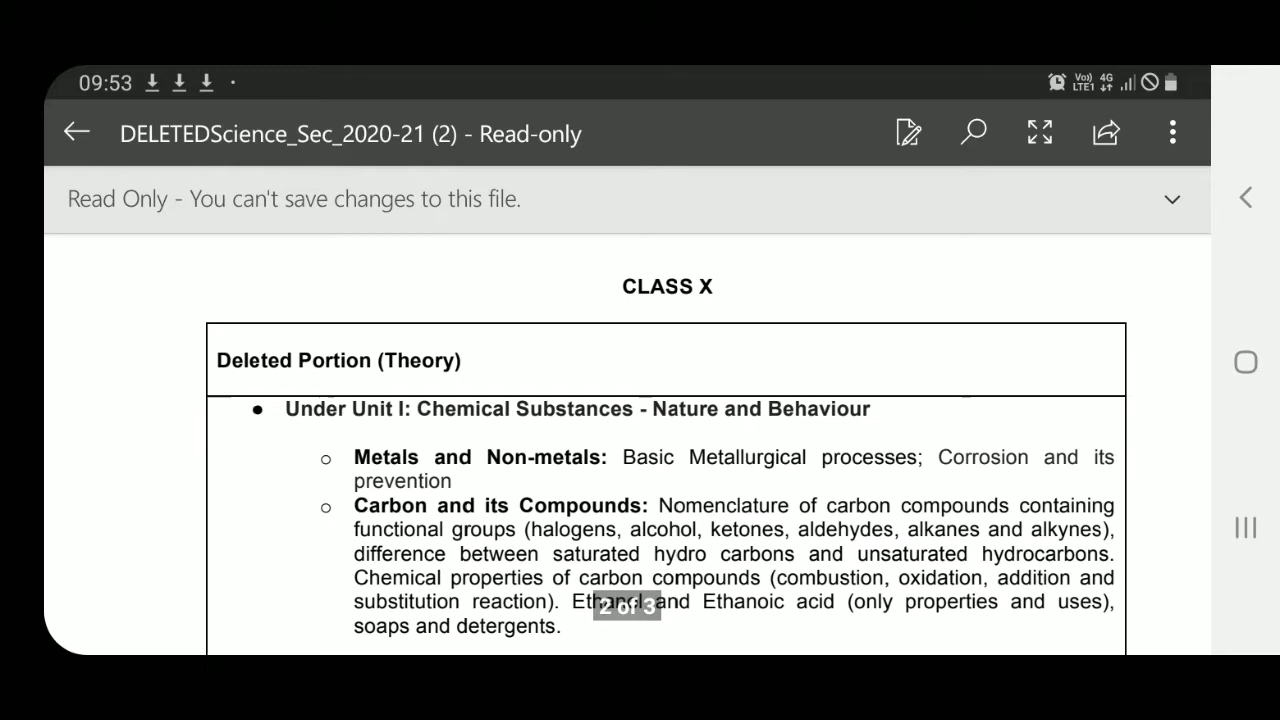 09:53
Vo)) 4G
LTE1
DELETEDScience_Sec_2020-21 (2) - Read-only
Read Only - You can't save changes to this file.
CLASS X
Deleted Portion (Theory)
● Under Unit I: Chemical Substances - Nature and Behaviour
○ Metals and Non-metals: Basic Metallurgical processes; Corrosion and its
prevention
○ Carbon and its Compounds: Nomenclature of carbon compounds containing
functional groups (halogens, alcohol, ketones, aldehydes, alkanes and alkynes),
difference between saturated hydro carbons and unsaturated hydrocarbons.
Chemical properties of carbon compounds (combustion, oxidation, addition and
substitution reaction). Ethanol and Ethanoic acid (only properties and uses),
soaps and detergents.
2 of 3